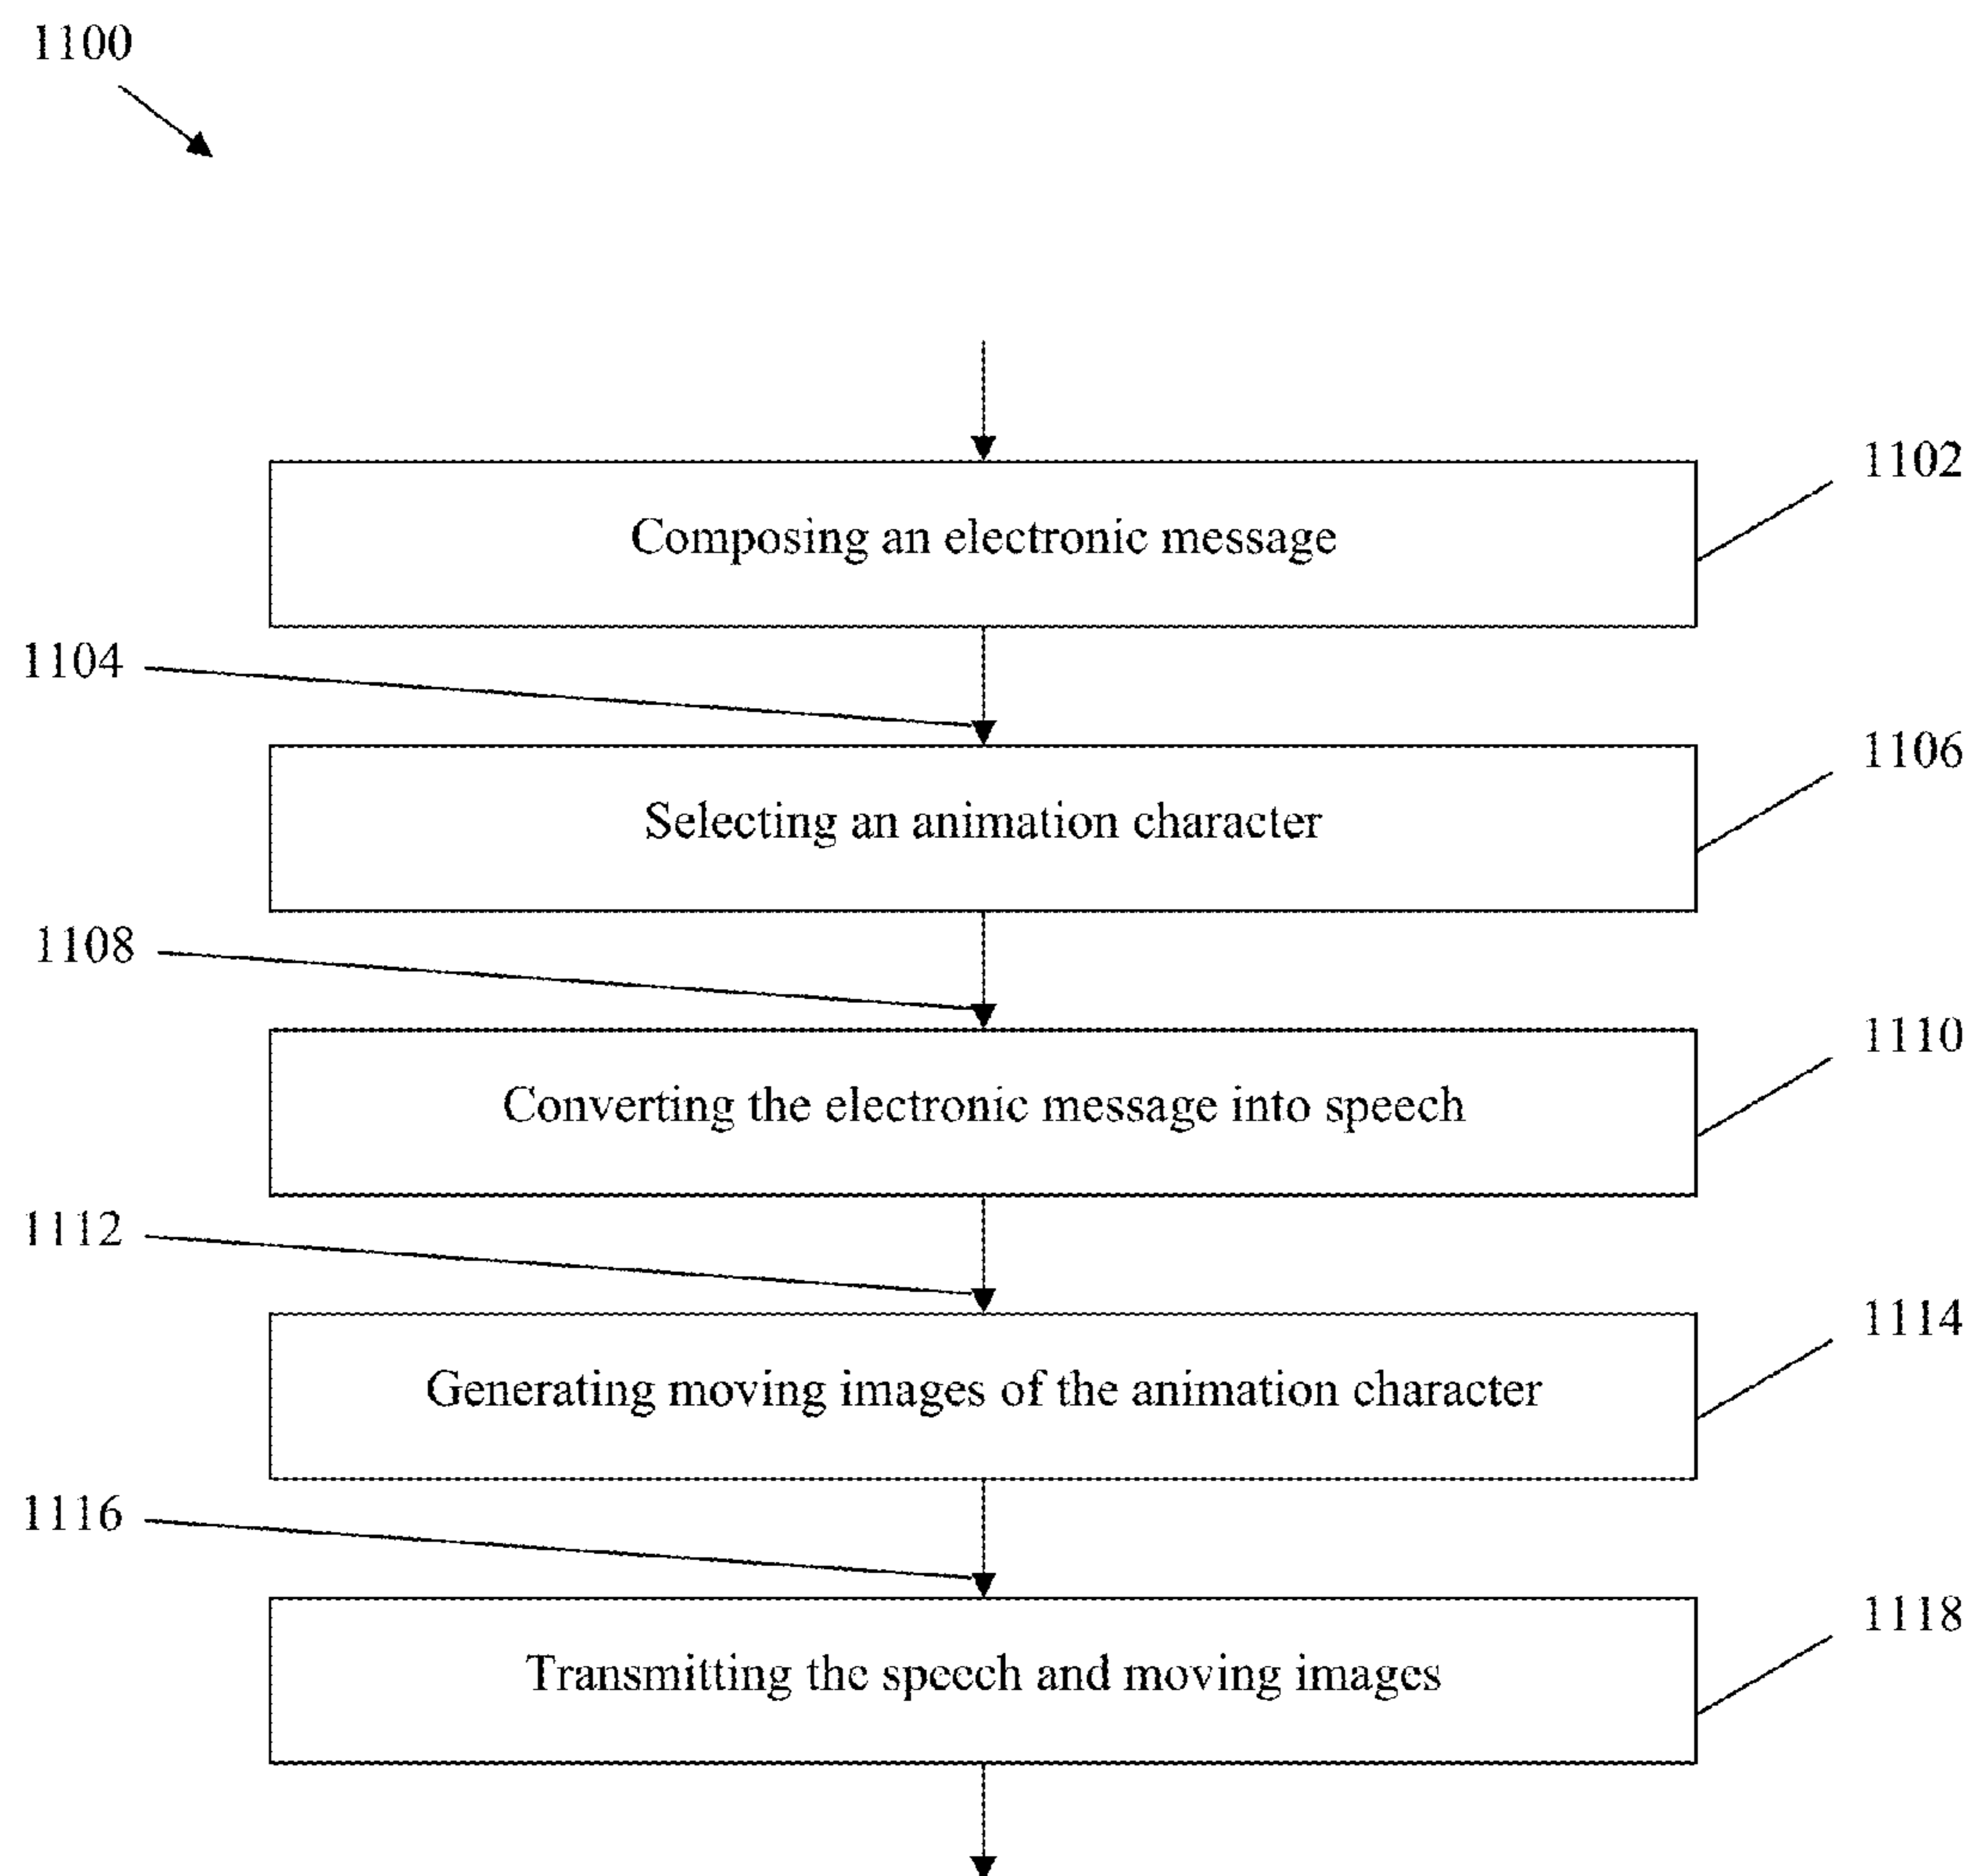 1100
Composing an electronic message
1102
1104
Selecting an animation character
1106
1108
Converting the electronic message into speech
1110
1112
Generating moving images of the animation character
1114
1116
Transmitting the speech and moving images
1118